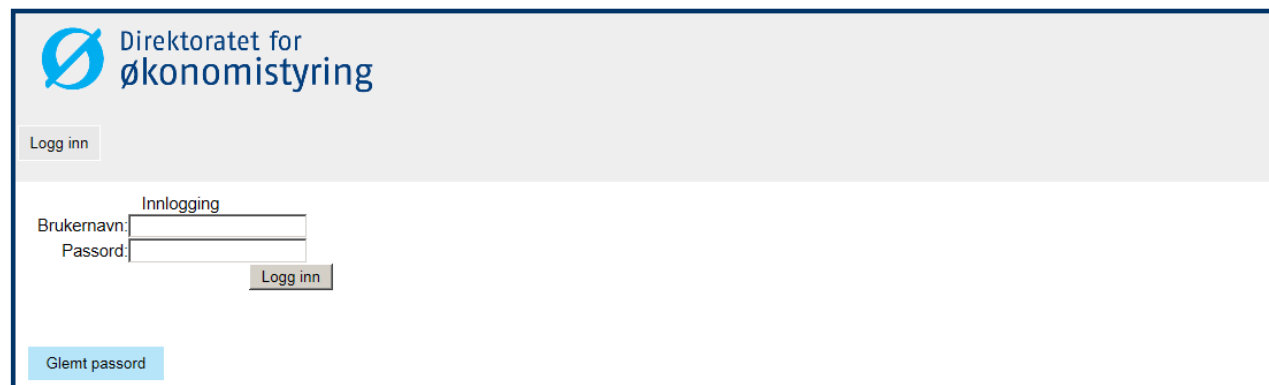 Direktoratet for
økonomistyring
Logg inn
Innlogging
Brukernavn:
Passord:
Logg inn
Glemt passord